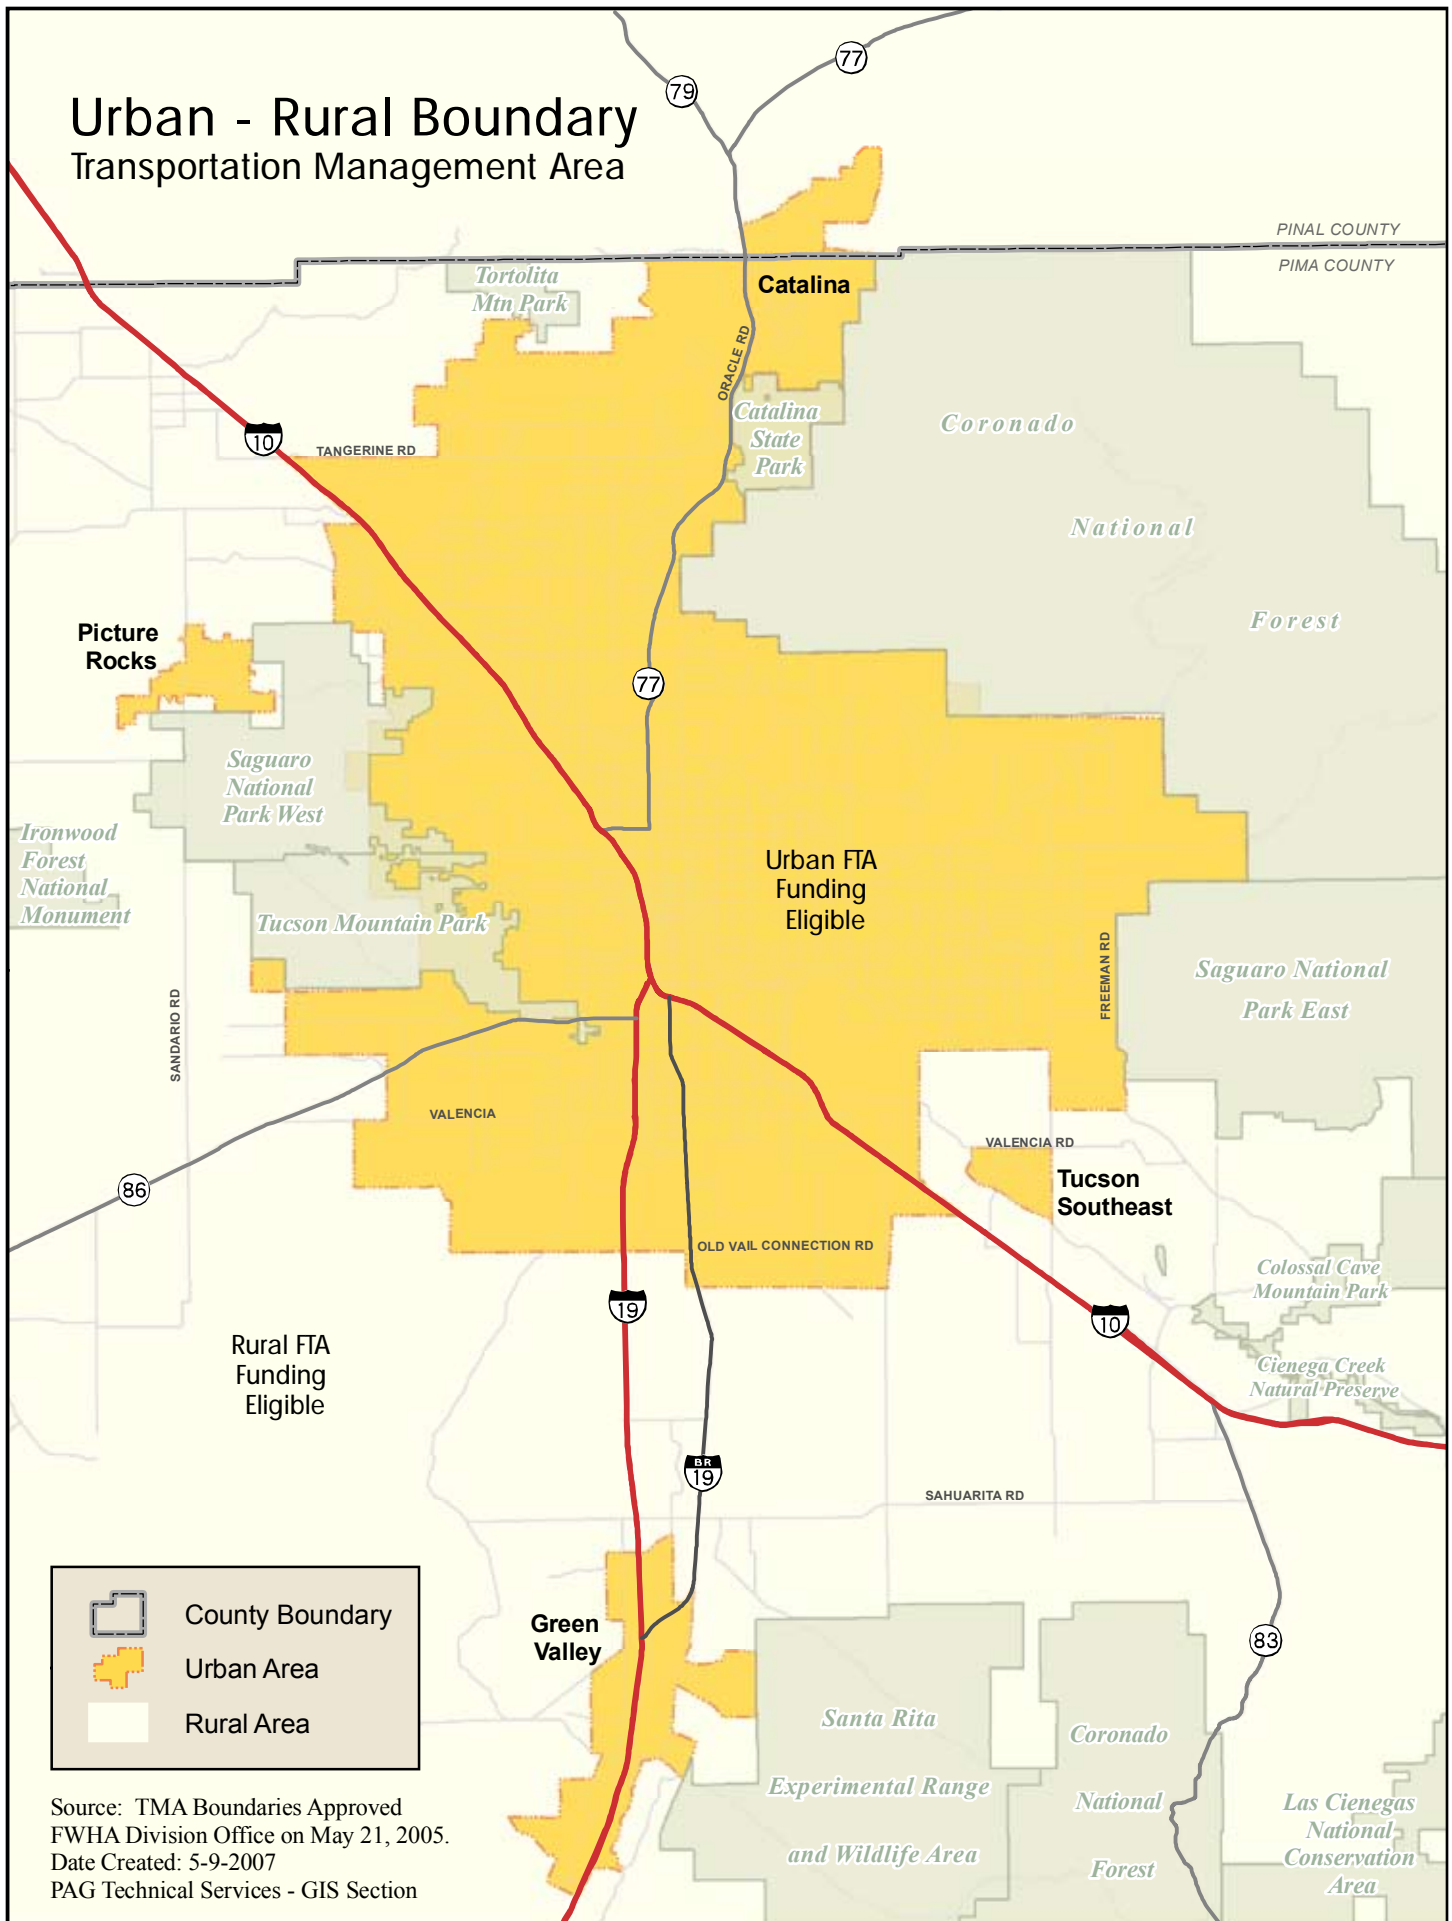 79
77
Urban - Rural Boundary
Transportation Management Area
PINAL COUNTY
PIMA COUNTY
Tortolita
Mtn Park
Catalina
ORACLE RD
Catalina
State
Park
Coronado
National
Forest
10
TANGERINE RD
Picture
Rocks
77
Saguaro
National
Park West
Ironwood
Forest
National
Monument
Tucson Mountain Park
Urban FTA
Funding
Eligible
FREEMAN RD
Saguaro National
Park East
SANDARIO RD
VALENCIA
VALENCIA RD
Tucson
Southeast
86
OLD VAIL CONNECTION RD
Colossal Cave
Mountain Park
19
10
Rural FTA
Funding
Eligible
Cienega Creek
Natural Preserve
BR
19
SAHUARITA RD
Green
Valley
83
County Boundary
Urban Area
Rural Area
Santa Rita
Experimental Range
and Wildlife Area
Coronado
National
Forest
Las Cienegas
National
Conservation
Area
Source: TMA Boundaries Approved
FWHA Division Office on May 21, 2005.
Date Created: 5-9-2007
PAG Technical Services - GIS Section